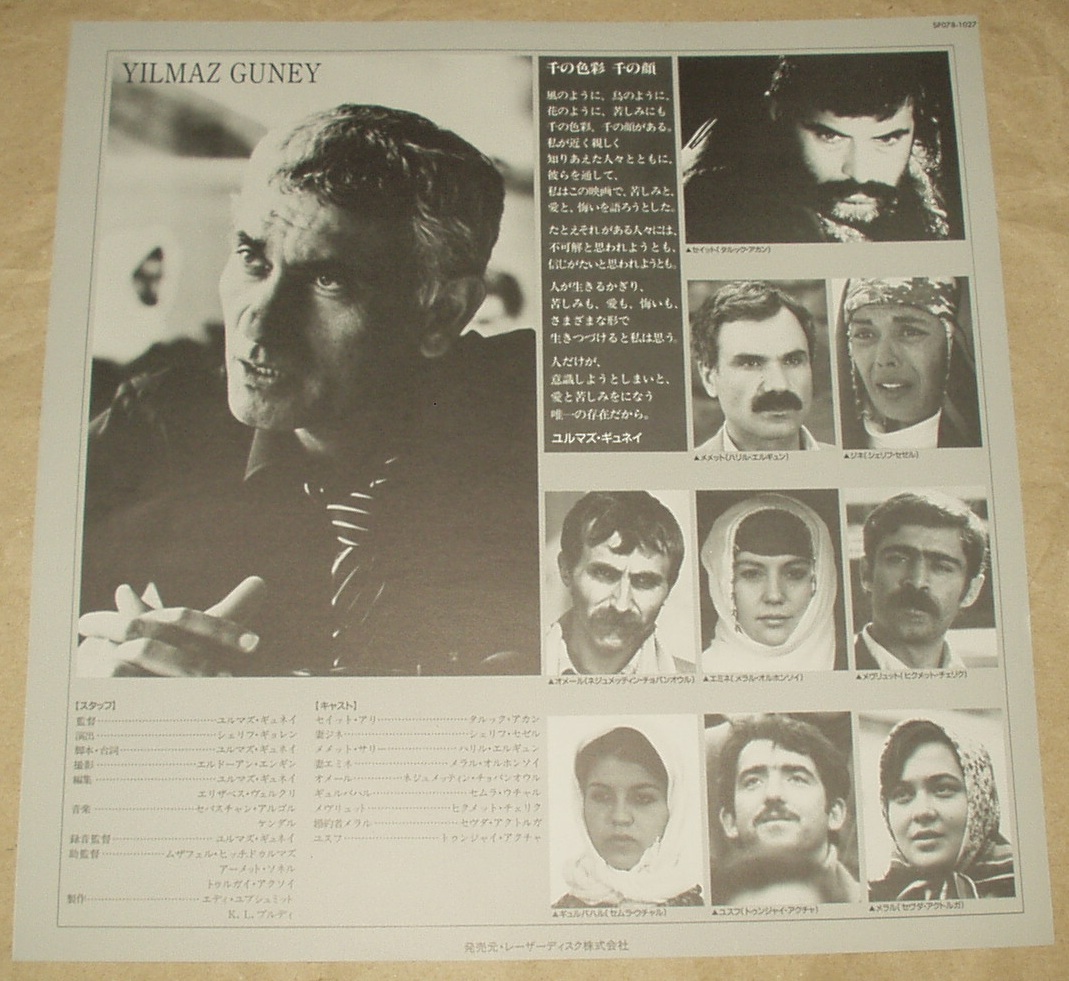 SF078-1027
YILMAZ GUNEY
千の色彩 千の顔
風のように、鳥のように、
花のように、苦しみにも
千の色彩、千の顔がある。
私が近く親しく
知りあえた人々とともに、
彼らを通して、
私はこの映画で、苦しみと、
愛と、悔いを語ろうとした。
たとえそれがある人々には、
不可解と思われようとも、
信じがたいと思われようとも。
人が生きるかぎり、
苦しみも、愛も、悔いも、
さまざまな形で
生きつづけると私は思う。
人だけが、
意識しようとしまいと、
愛と苦しみをになう
唯一の存在だから。
ユルマズ・ギュネイ
▲セイット(タルック・アカン)
▲メメット(ハリル・エルギュン)
▲ジネ(シェリフ・セゼル)
▲オメール(ネジュメッティン・チョバンオウル)
▲エミネ(メラル・オルホンソイ)
▲メヴリュット(ヒクメット・チェリク)
▲ギュルバハル(セムラ・ウチャル)
▲ユスフ(トゥンジャイ・アクチャ)
▲メラル(セヴダ・アクトルガ)
【スタッフ】
監督……ユルマズ・ギュネイ
演出……シェリフ・ギョレン
脚本・台詞……ユルマズ・ギュネイ
撮影……エルドーアン・エンギン
編集……ユルマズ・ギュネイ
エリザベス・ヴェルクリ
音楽……セバスチャン・アルゴル
ケンダル
録音監督……ユルマズ・ギュネイ
助監督……ムザフェル・ヒッチドゥルマズ
アーメット・ソネル
トゥルガイ・アクソイ
製作……エディ・ユブシュミット
K. L. プルディ
【キャスト】
セイット・アリ……タルック・アカン
妻ジネ……シェリフ・セゼル
メメット・サリー……ハリル・エルギュン
妻エミネ……メラル・オルホンソイ
オメール……ネジュメッティン・チョバンオウル
ギュルバハル……セムラ・ウチャル
メヴリュット……ヒクメット・チェリク
婚約者メラル……セヴダ・アクトルガ
ユスフ……トゥンジャイ・アクチャ
発売元・レーザーディスク株式会社